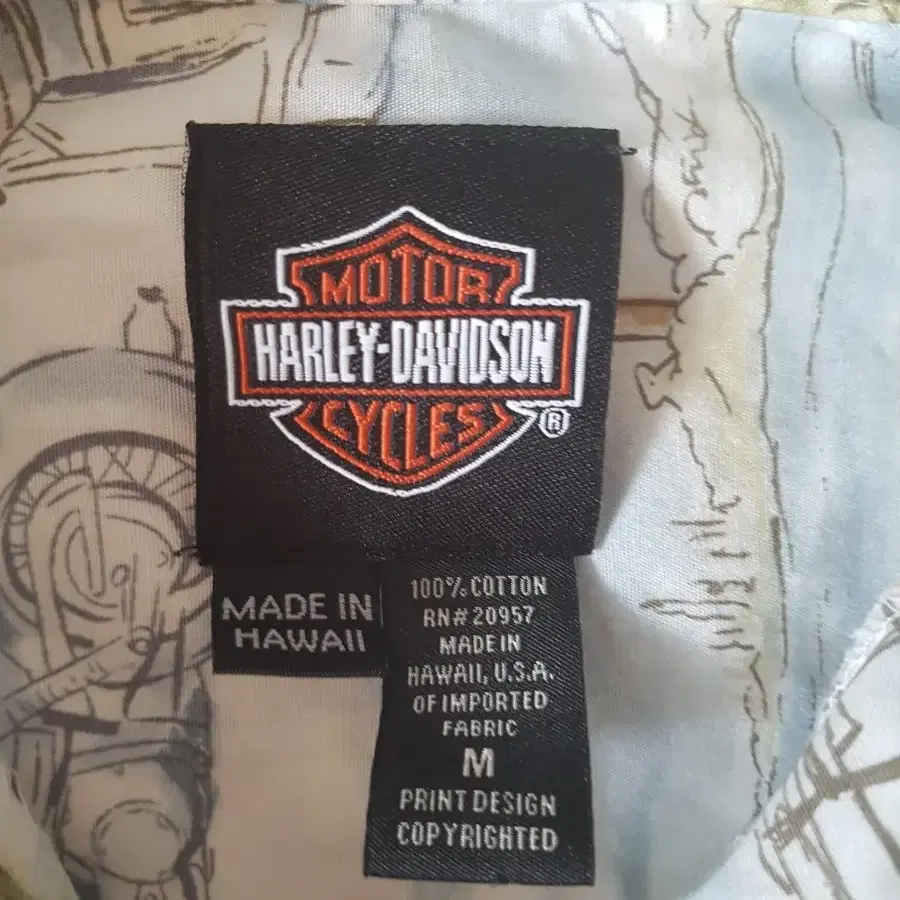 MOTOR
HARLEY-DAVIDSON
CYCLES
®
MADE IN
HAWAII
100% COTTON
RN# 20957
MADE IN
HAWAII, U.S.A.
OF IMPORTED
FABRIC
M
PRINT DESIGN
COPYRIGHTED